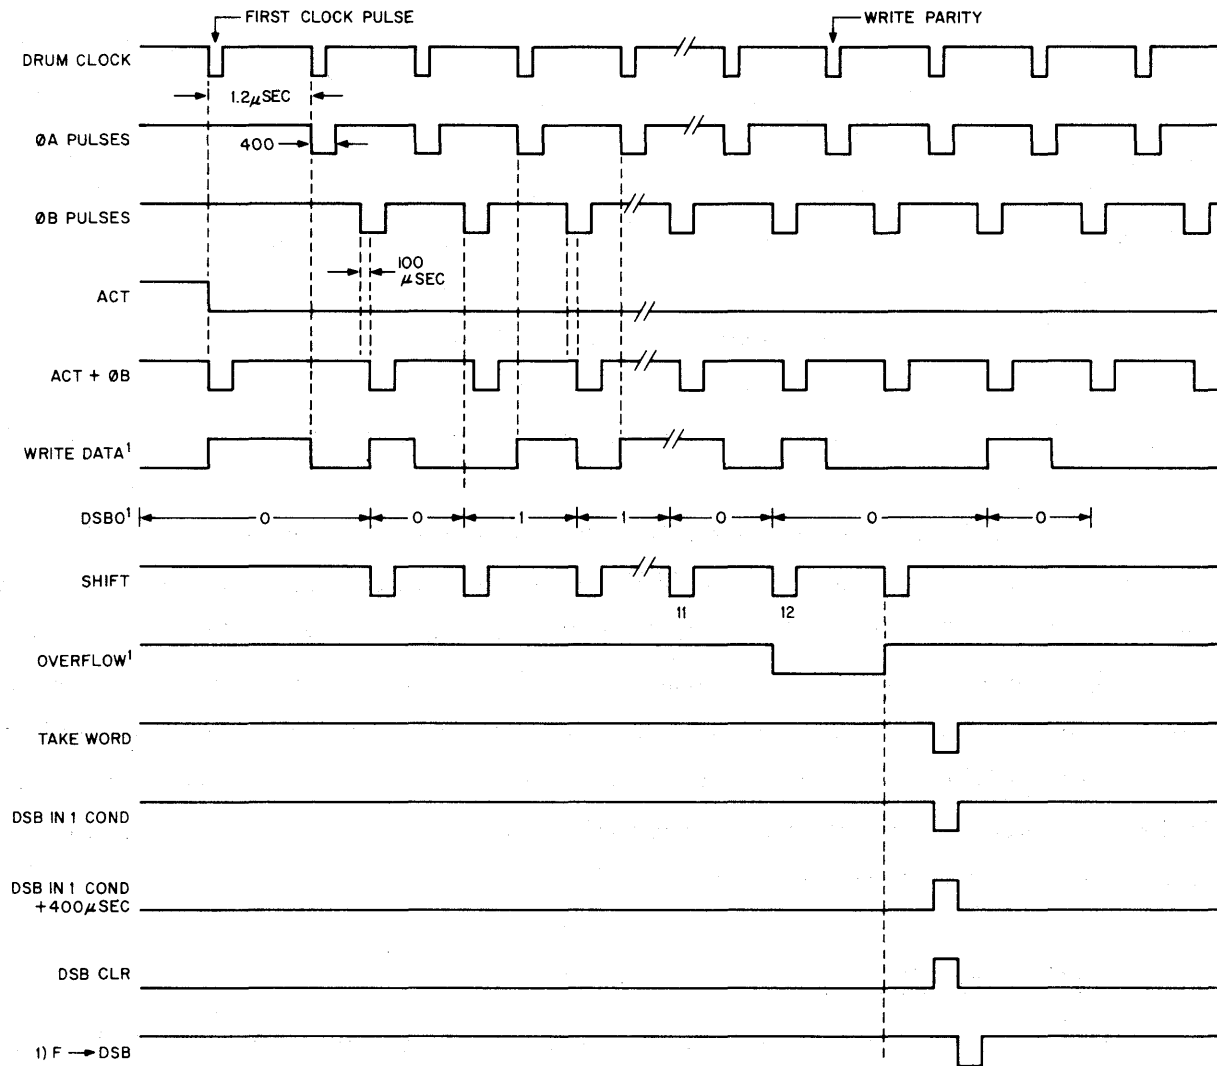 FIRST CLOCK PULSE
WRITE PARITY
DRUM CLOCK
1.2μSEC
ØA PULSES
400
ØB PULSES
100
μSEC
ACT
ACT + ØB
WRITE DATA¹
DSB0¹
0 0 1 1 0 0 0
SHIFT
11 12
OVERFLOW¹
TAKE WORD
DSB IN 1 COND
DSB IN 1 COND
+400μSEC
DSB CLR
1) F → DSB